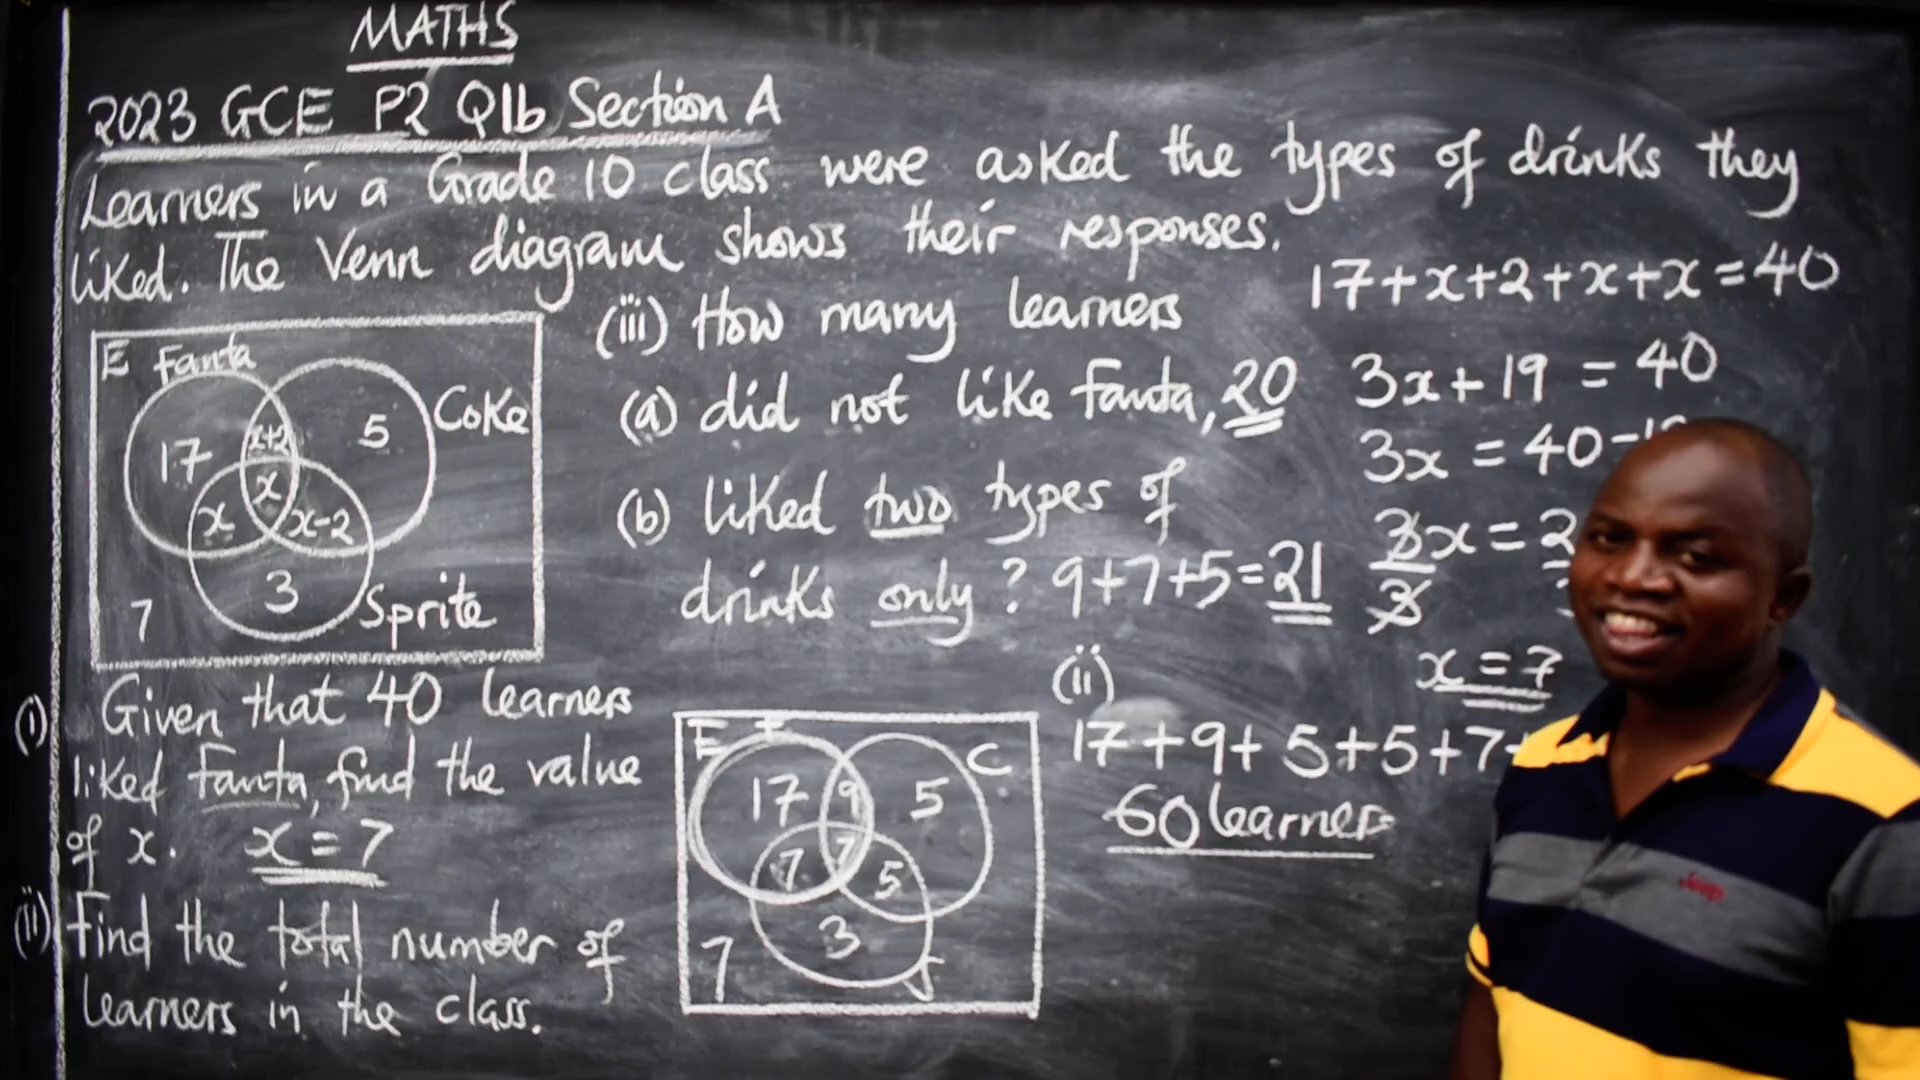 MATHS
2023 GCE P2 Q1b Section A
Learners in a Grade 10 class were asked the types of drinks they
liked. The Venn diagram shows their responses.
E Fanta
Coke
17
x+2
5
x
x
x-2
3
7
Sprite
(i) Given that 40 learners
liked Fanta, find the value
of x. x = 7
(ii) Find the total number of
learners in the class.
(iii) How many learners
(a) did not like Fanta, 20
(b) liked two types of
drinks only? 9+7+5=21
E F
C
17
9
5
7
7
5
3
7
17+x+2+x+x=40
3x+19 = 40
3x = 40-
3x = 2
3
x = 7
(ii)
17+9+5+5+7+
60 learners
Jeep